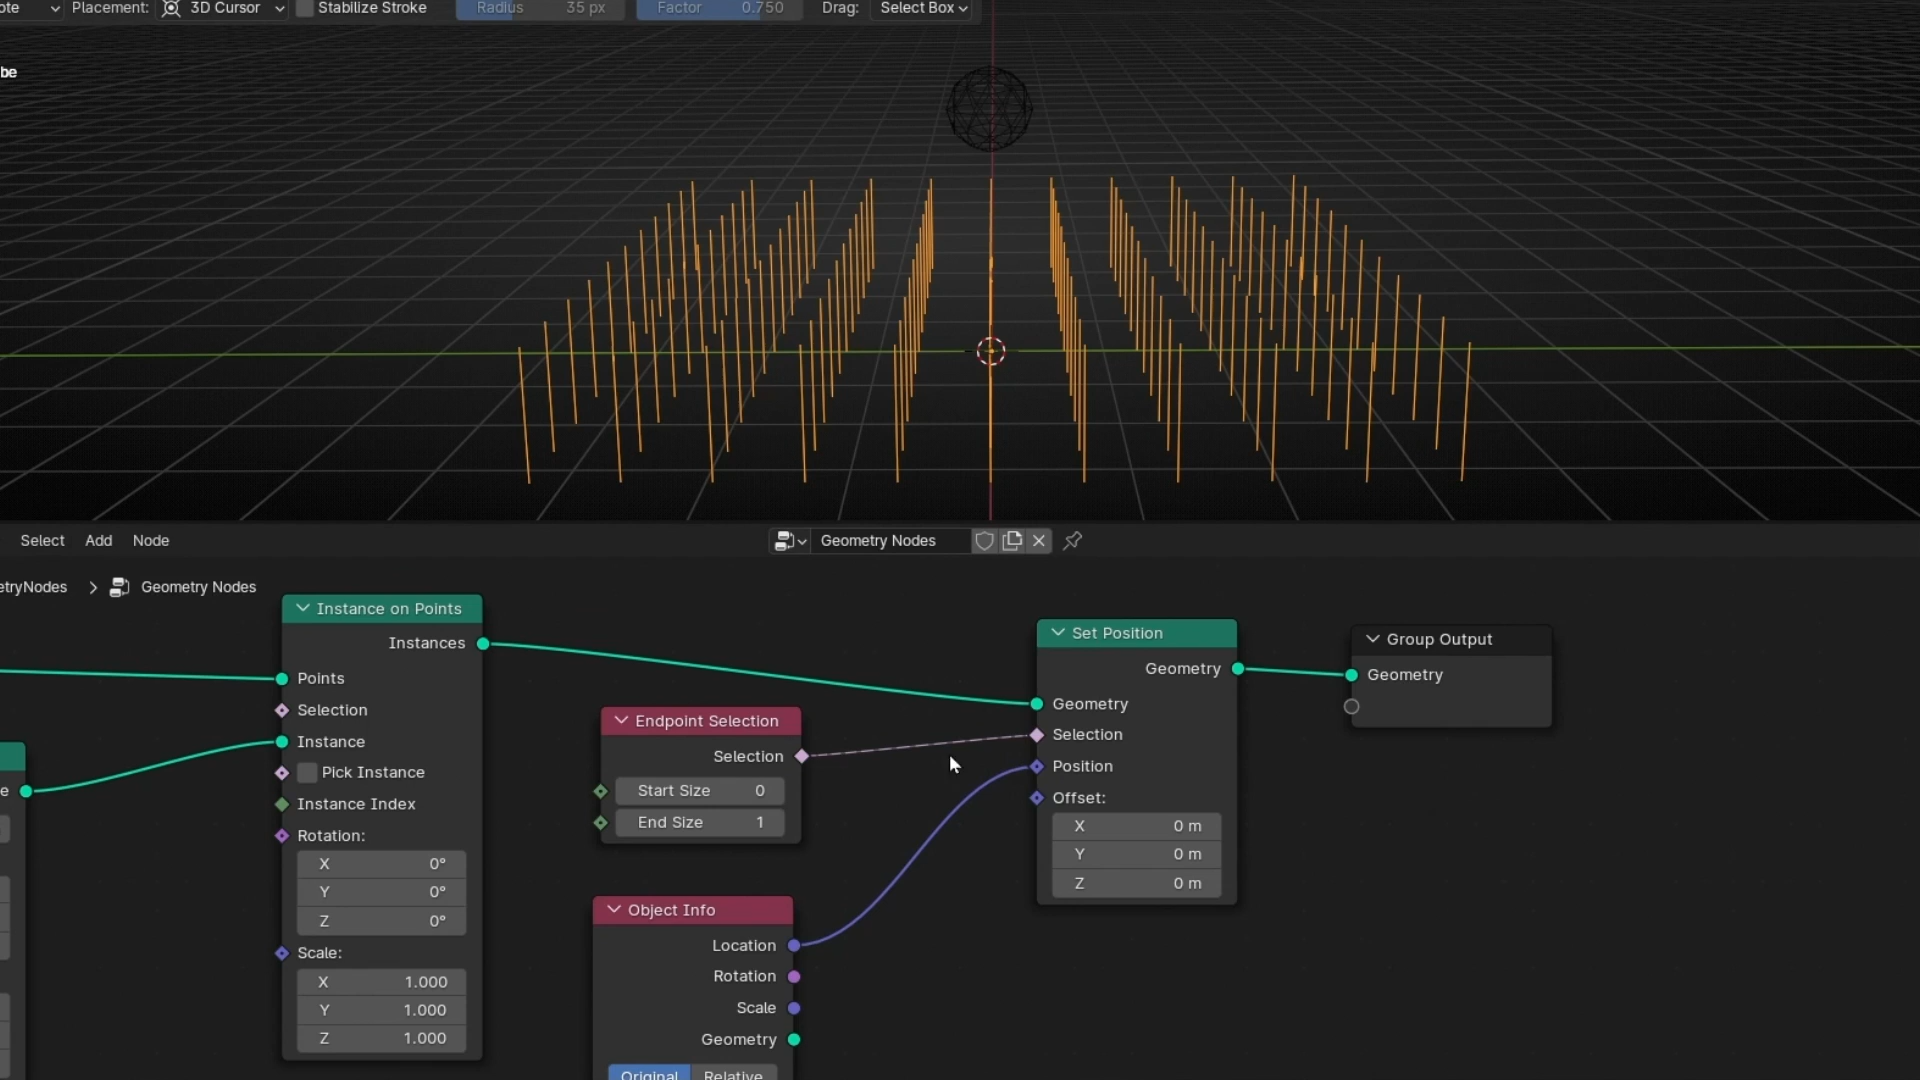 ote Placement: 3D Cursor Stabilize Stroke Radius 35 px Factor 0.750 Drag: Select Box
be
Select Add Node Geometry Nodes
etryNodes Geometry Nodes
Instance on Points
Instances
Points
Selection
Instance
Pick Instance
Instance Index
Rotation:
X 0°
Y 0°
Z 0°
Scale:
X 1.000
Y 1.000
Z 1.000
e
Endpoint Selection
Selection
Start Size 0
End Size 1
Object Info
Location
Rotation
Scale
Geometry
Original Relative
Set Position
Geometry
Geometry
Selection
Position
Offset:
X 0 m
Y 0 m
Z 0 m
Group Output
Geometry